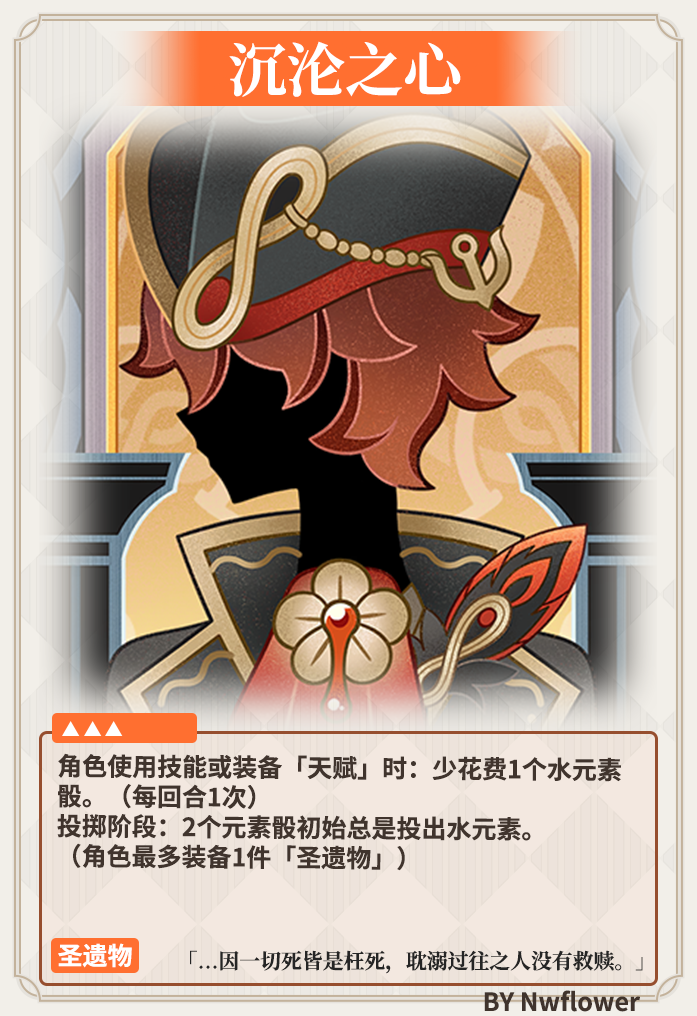 沉沦之心
角色使用技能或装备「天赋」时：少花费1个水元素
骰。（每回合1次）
投掷阶段：2个元素骰初始总是投出水元素。
（角色最多装备1件「圣遗物」）
圣遗物
「…因一切死皆是枉死，耽溺过往之人没有救赎。」
BY Nwflower